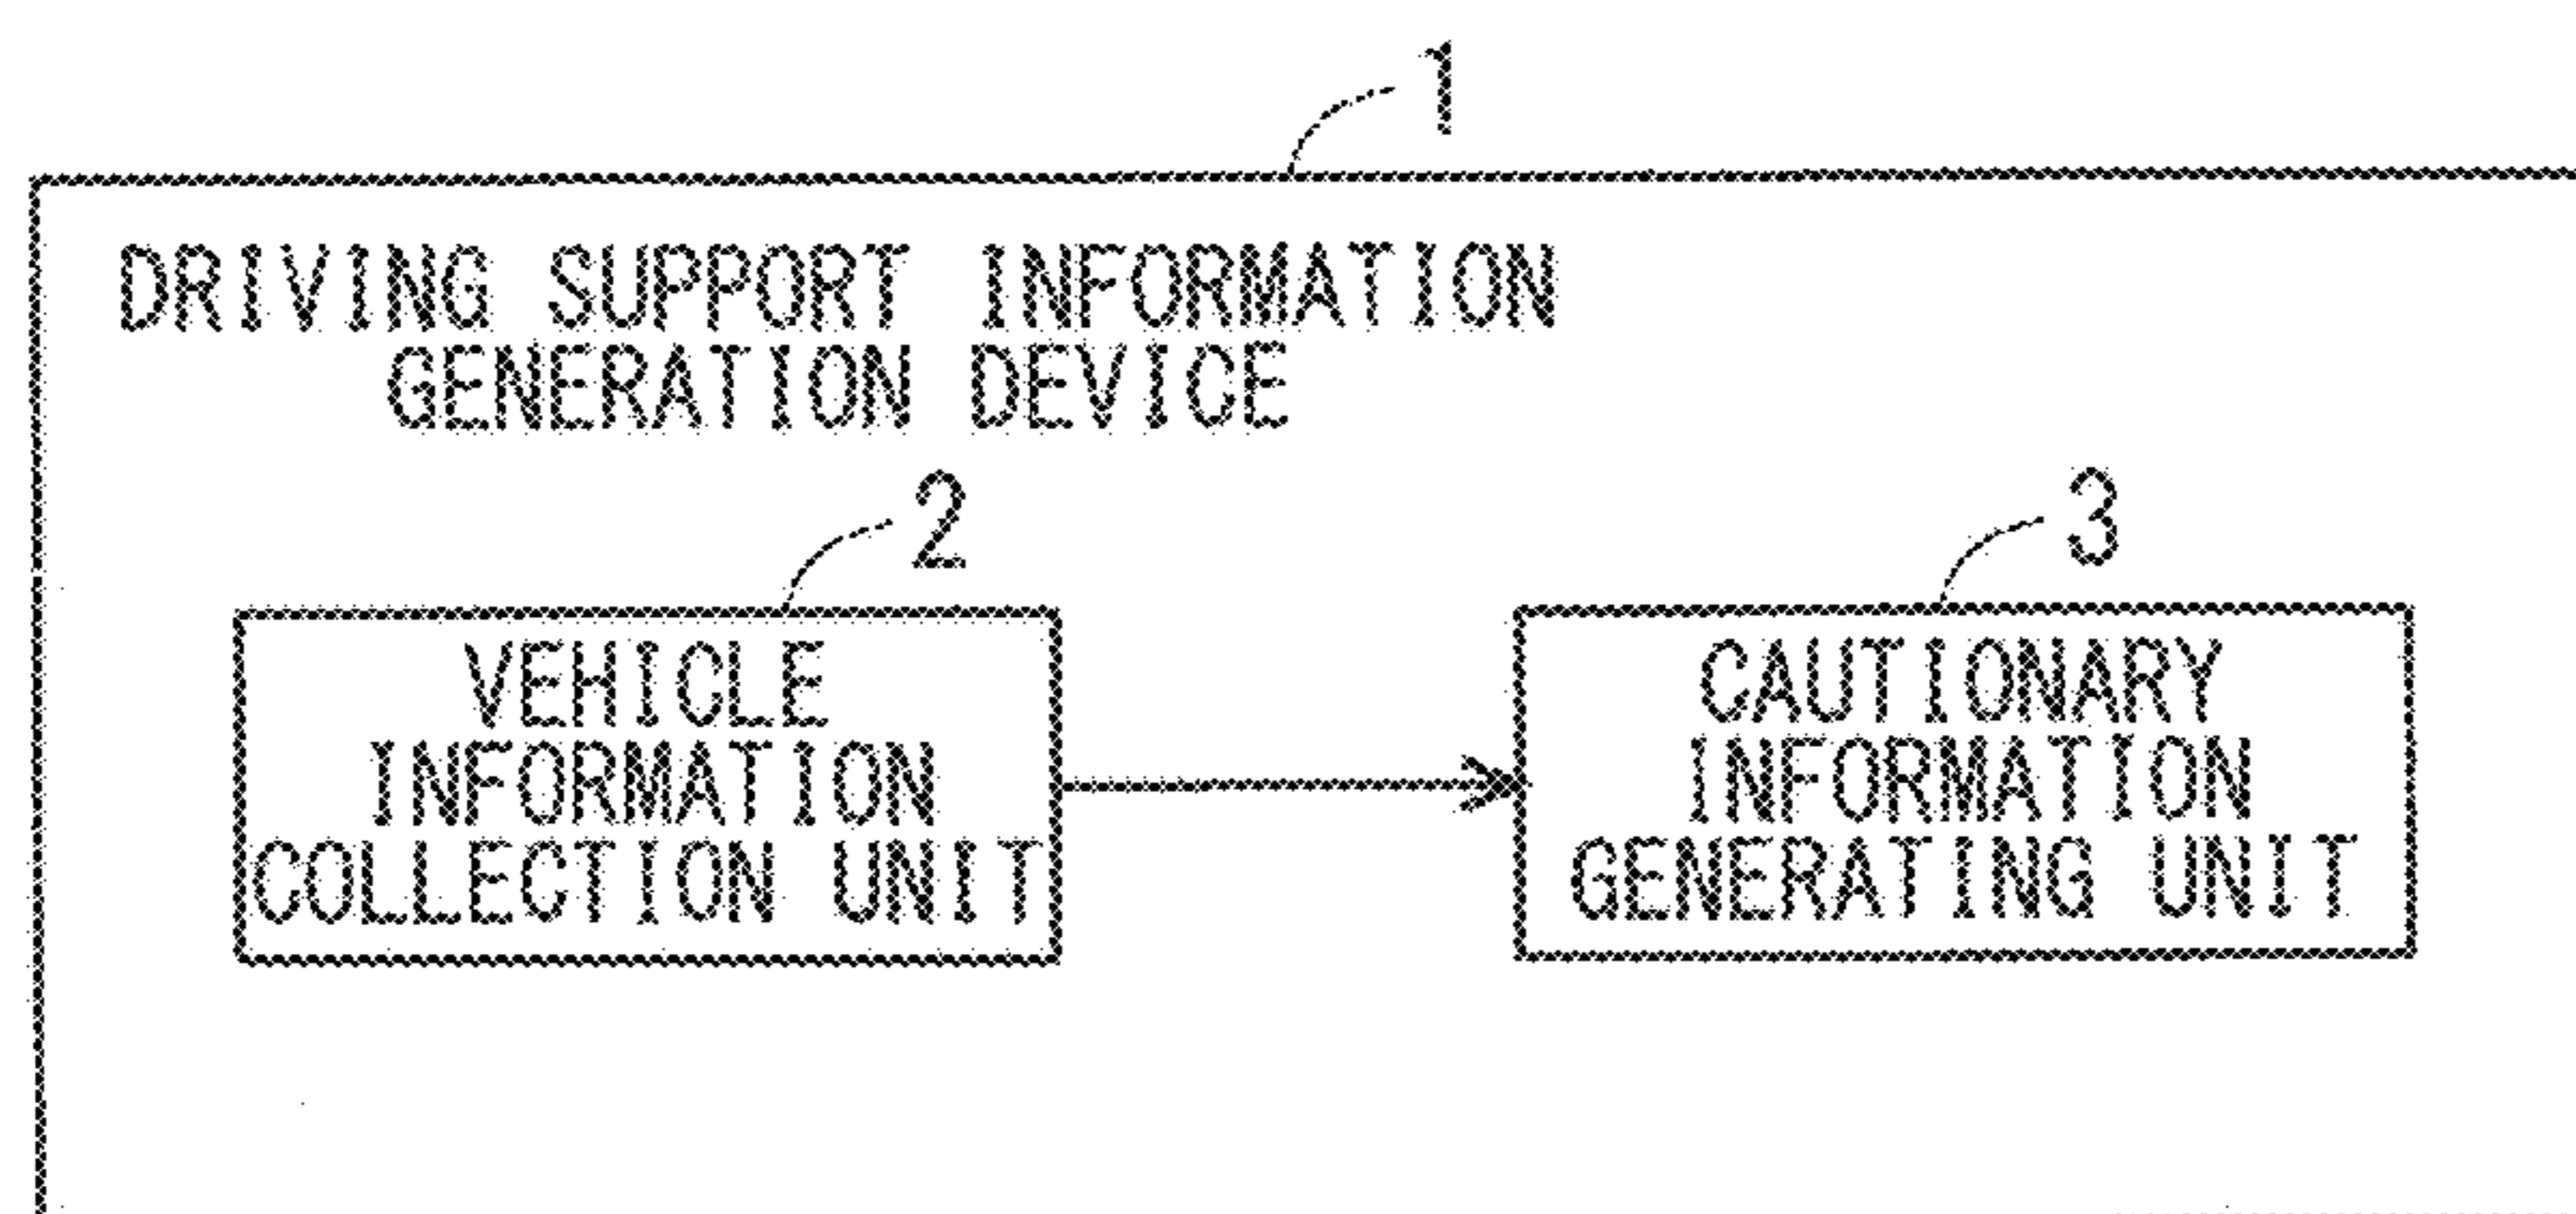 1
DRIVING SUPPORT INFORMATION
GENERATION DEVICE
2
3
VEHICLE
INFORMATION
COLLECTION UNIT
CAUTIONARY
INFORMATION
GENERATING UNIT